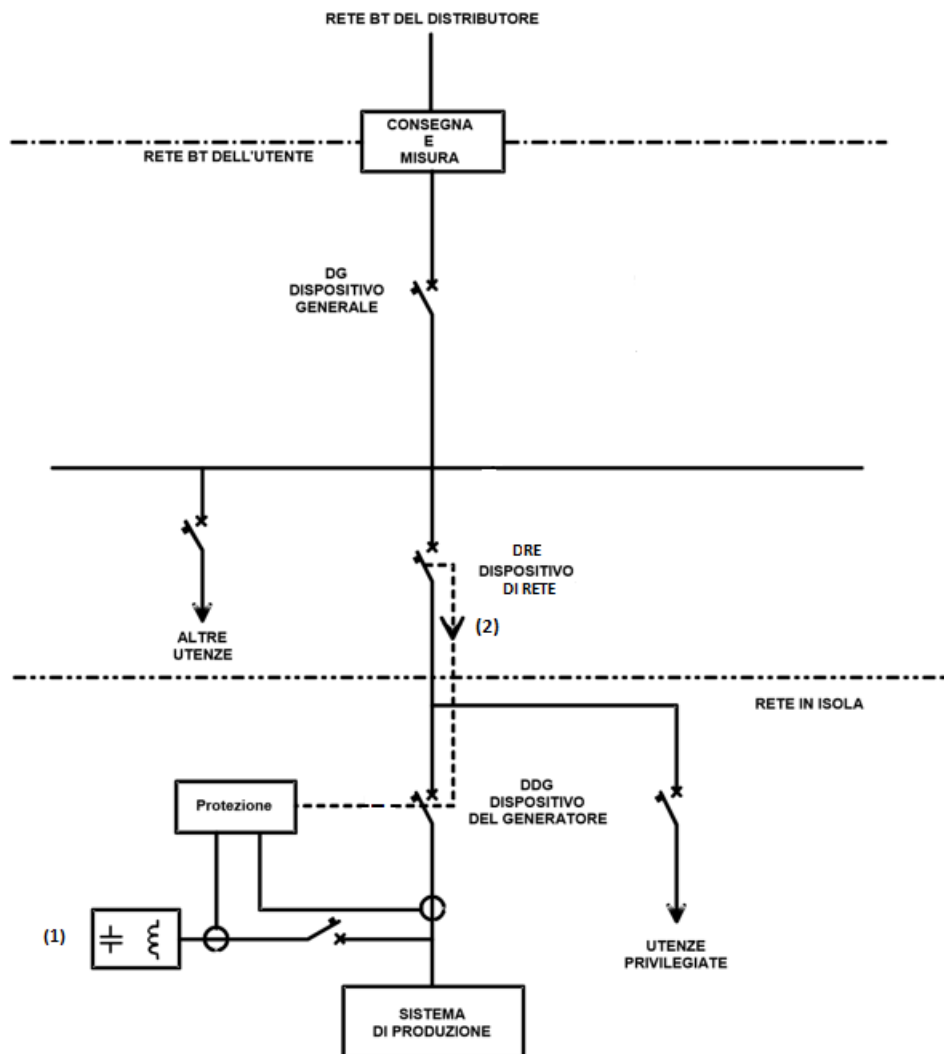 RETE BT DEL DISTRIBUTORE
CONSEGNA
E
MISURA
RETE BT DELL'UTENTE
DG
DISPOSITIVO
GENERALE
DRE
DISPOSITIVO
DI RETE
(2)
ALTRE
UTENZE
RETE IN ISOLA
Protezione
DDG
DISPOSITIVO
DEL GENERATORE
(1)
UTENZE
PRIVILEGIATE
SISTEMA
DI PRODUZIONE